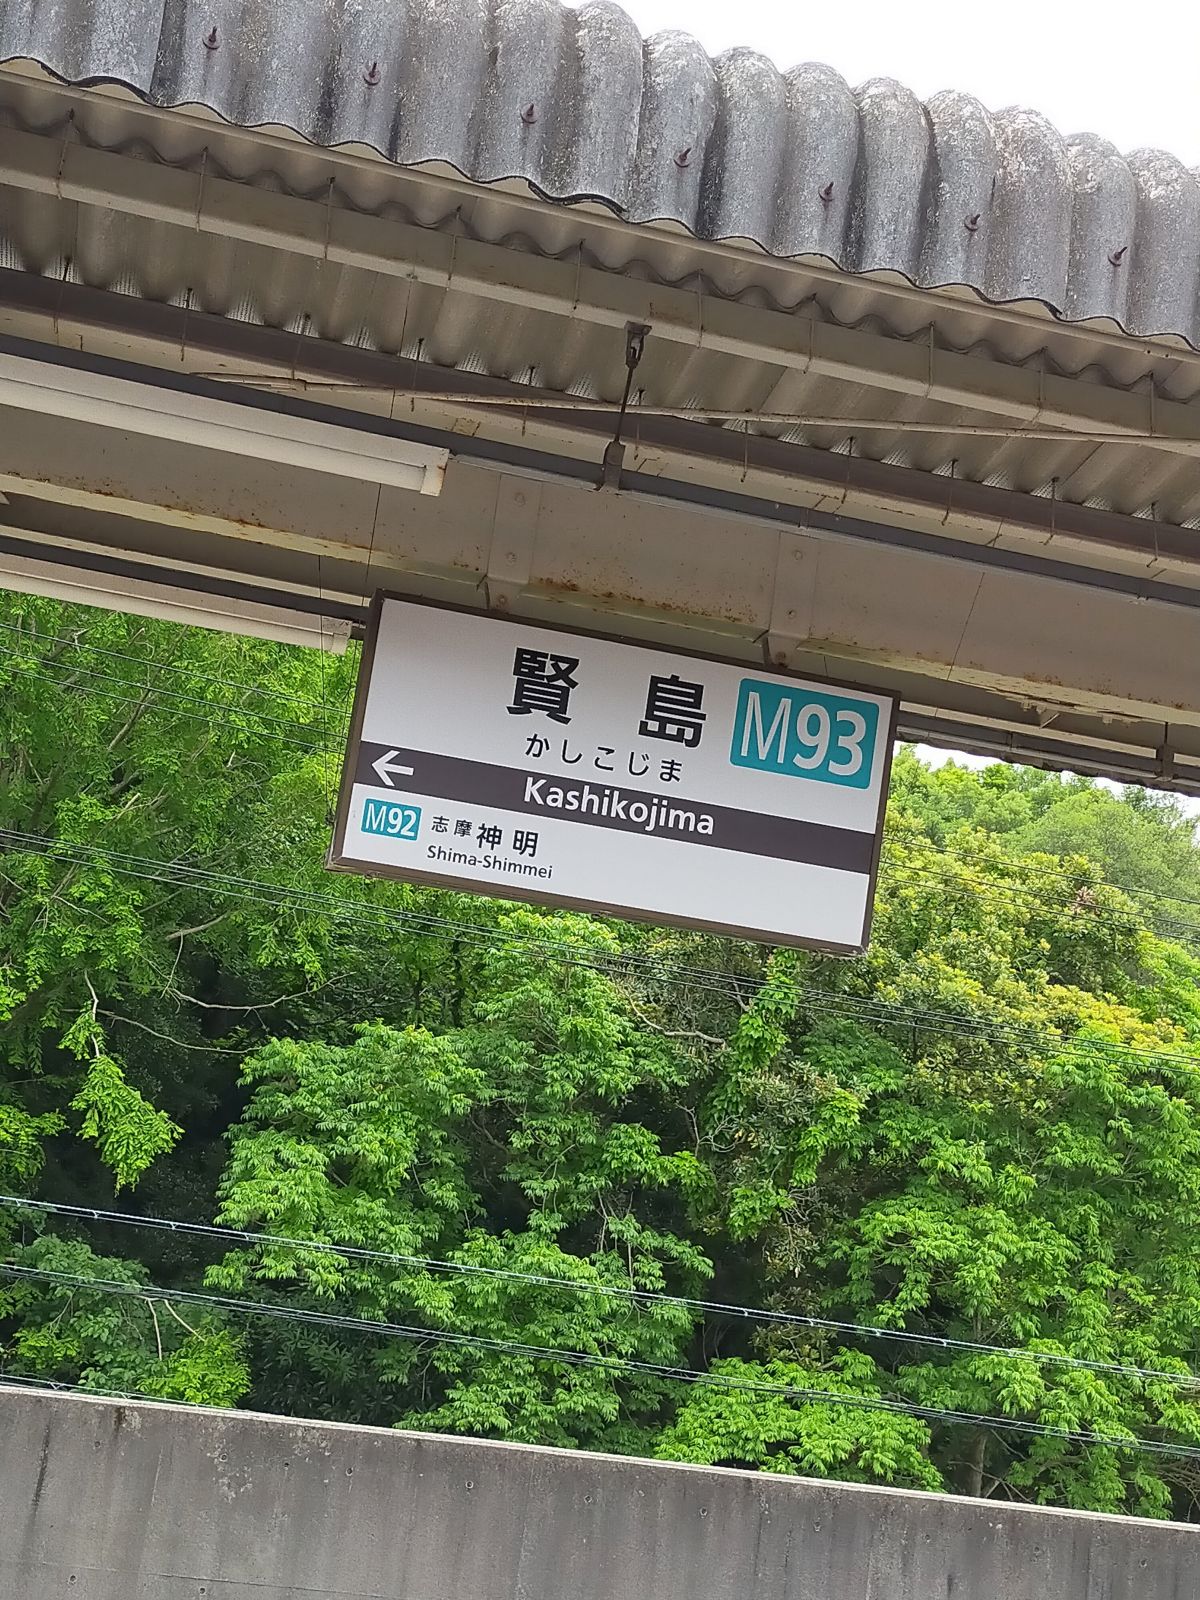 賢島 M93
かしこじま
← Kashikojima
M92 志摩神明
Shima-Shimmei